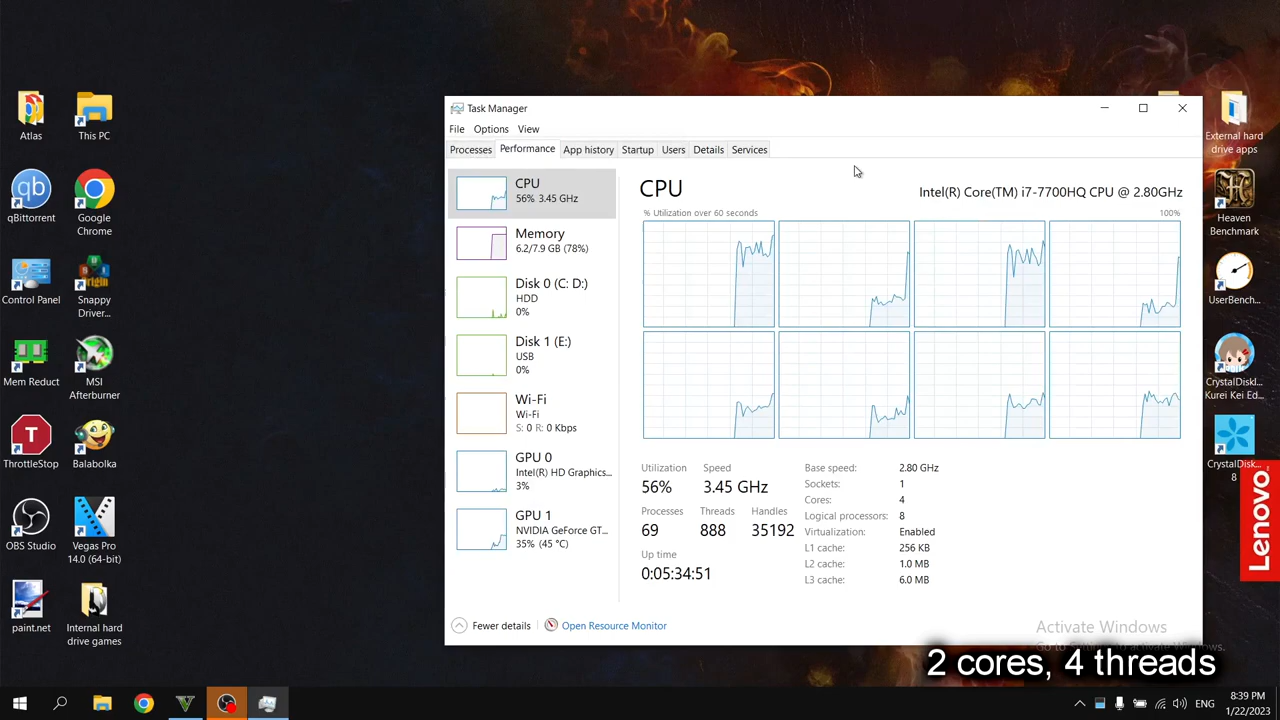 Atlas
This PC
qBittorrent
Google
Chrome
Control Panel
Snappy
Driver...
Mem Reduct
MSI
Afterburner
ThrottleStop
Balabolka
OBS Studio
Vegas Pro
14.0 (64-bit)
paint.net
Internal hard
drive games
Task Manager
File Options View
Processes Performance App history Startup Users Details Services
CPU
56% 3.45 GHz
Memory
6.2/7.9 GB (78%)
Disk 0 (C: D:)
HDD
0%
Disk 1 (E:)
USB
0%
Wi-Fi
Wi-Fi
S: 0 R: 0 Kbps
GPU 0
Intel(R) HD Graphics...
3%
GPU 1
NVIDIA GeForce GT...
35% (45 °C)
CPU Intel(R) Core(TM) i7-7700HQ CPU @ 2.80GHz
% Utilization over 60 seconds 100%
Utilization Speed
56% 3.45 GHz
Processes Threads Handles
69 888 35192
Up time
0:05:34:51
Base speed: 2.80 GHz
Sockets: 1
Cores: 4
Logical processors: 8
Virtualization: Enabled
L1 cache: 256 KB
L2 cache: 1.0 MB
L3 cache: 6.0 MB
Fewer details Open Resource Monitor
External hard
drive apps
Heaven
Benchmark
UserBench...
CrystalDiskI...
Kurei Kei Ed...
CrystalDisk...
8
Lenovo
Activate Windows
2 cores, 4 threads
ENG
8:39 PM
1/22/2023